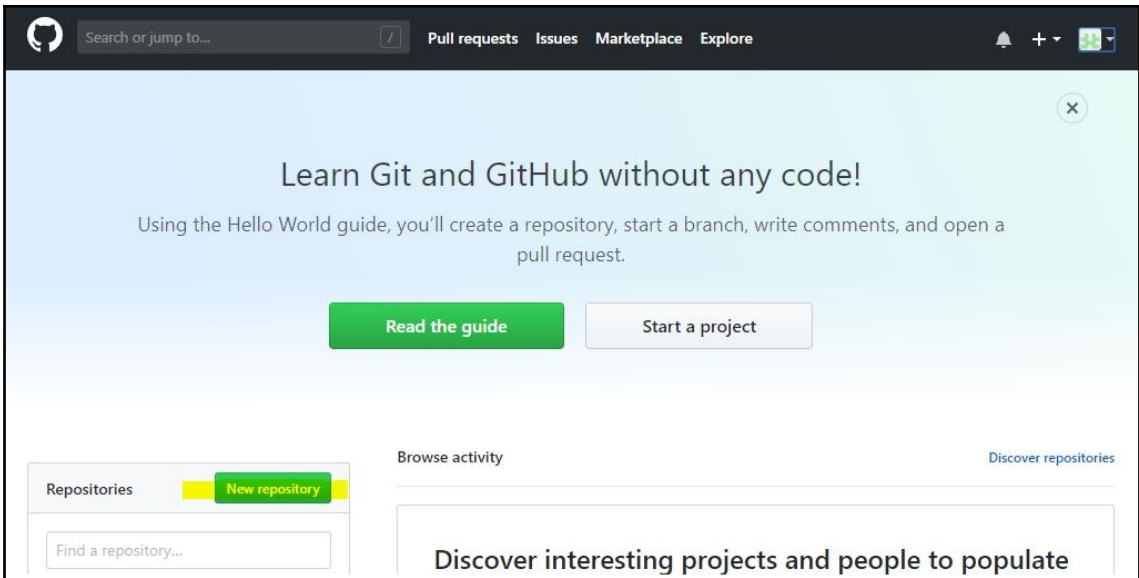 Search or jump to... / Pull requests Issues Marketplace Explore
Learn Git and GitHub without any code!
Using the Hello World guide, you'll create a repository, start a branch, write comments, and open a
pull request.
Read the guide Start a project
Browse activity Discover repositories
Repositories New repository
Find a repository...
Discover interesting projects and people to populate